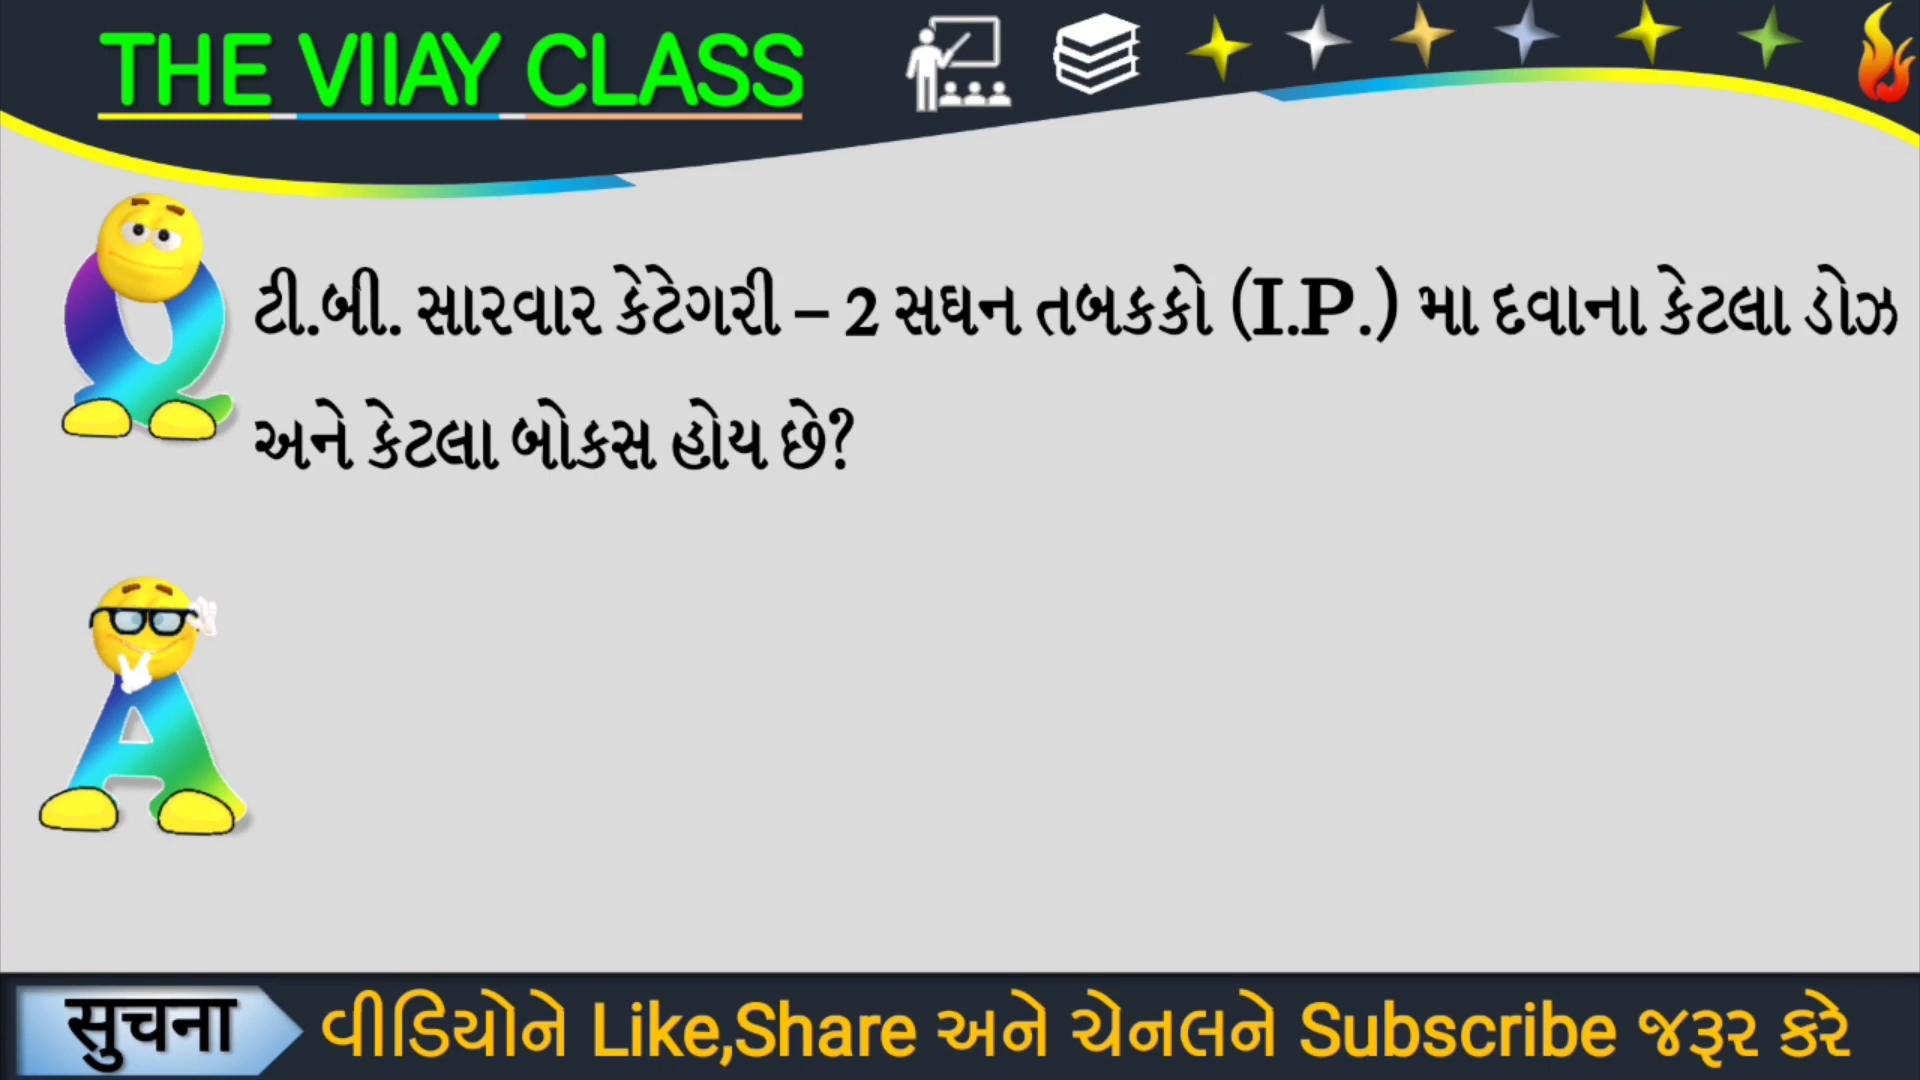 THE VIIAY CLASS
ટી.બી. સારવાર કેટેગરી – 2 સઘન તબકકો (I.P.) મા દવાના કેટલા ડોઝ
અને કેટલા બોકસ હોય છે?
सुचना
વીડિયોને Like,Share અને ચેનલને Subscribe જરૂર કરે